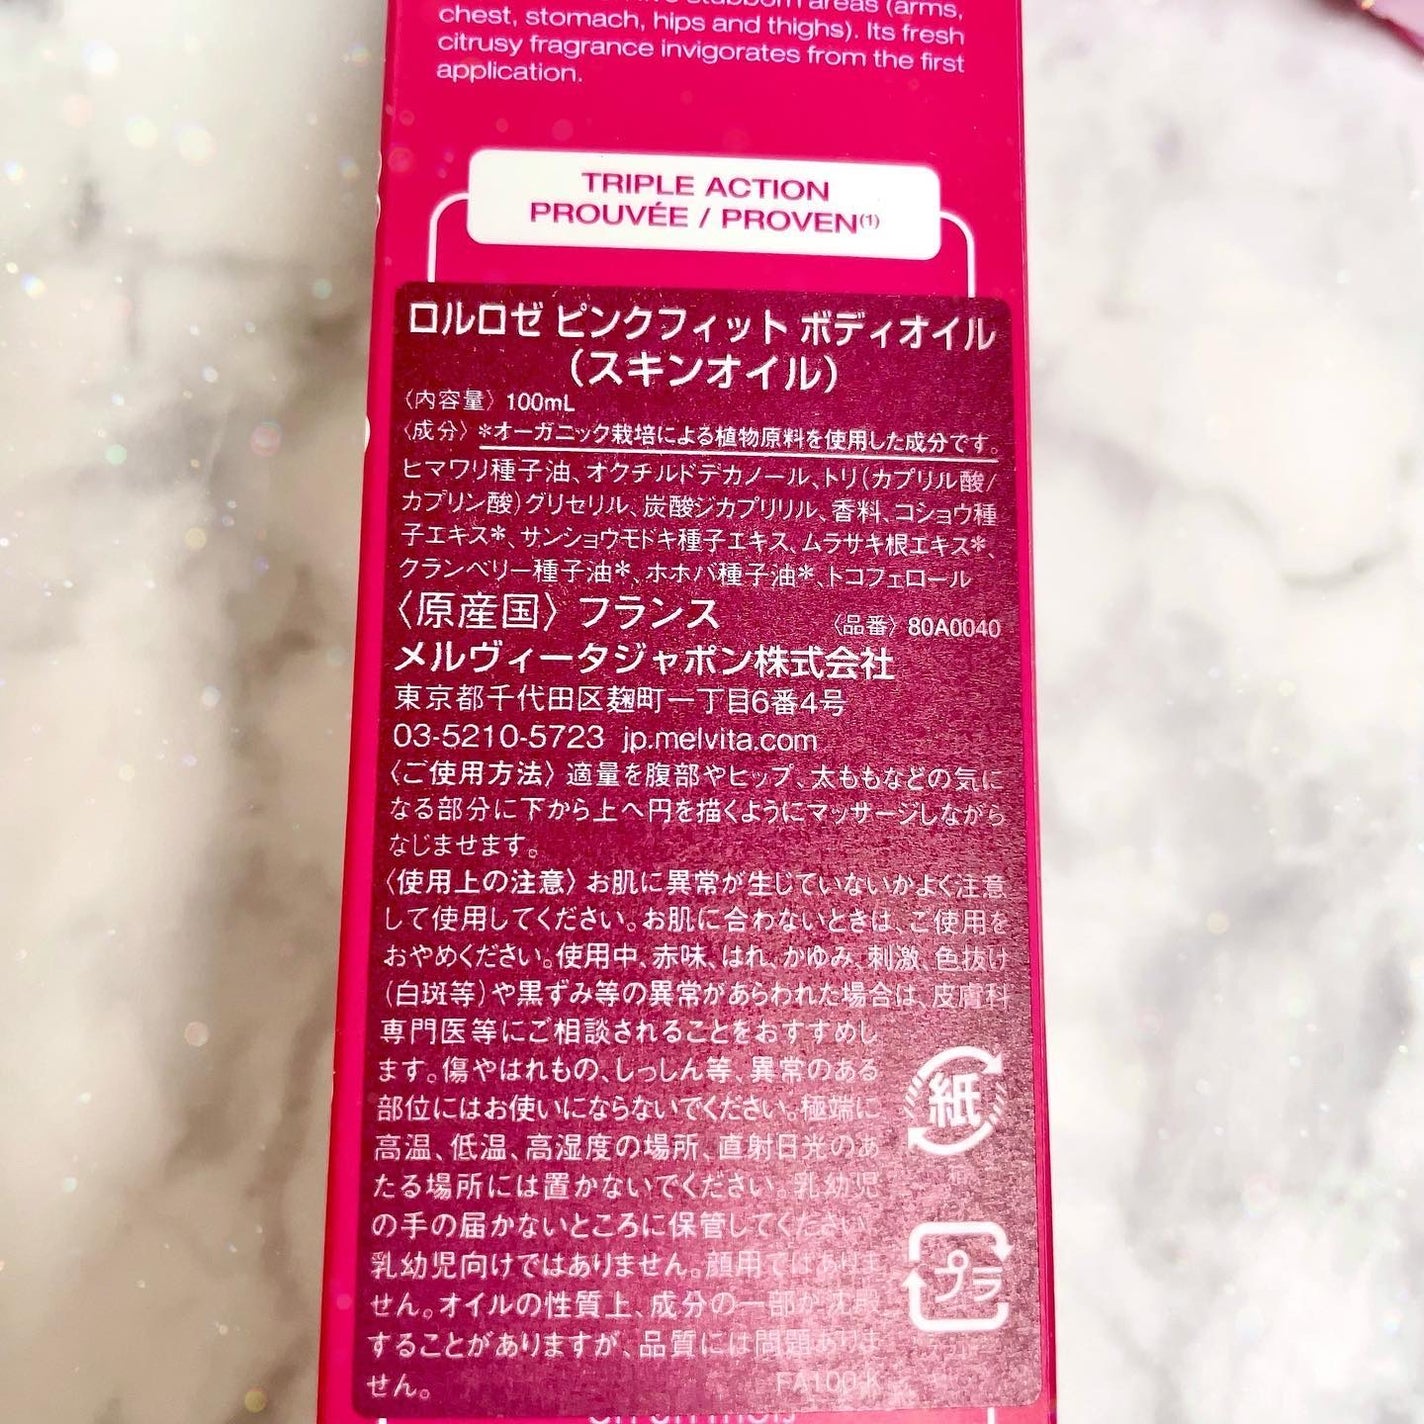 stubborn areas (arms,
chest, stomach, hips and thighs). Its fresh
citrusy fragrance invigorates from the first
application.
TRIPLE ACTION
PROUVÉE / PROVEN(1)
ロルロゼ ピンクフィット ボディオイル
（スキンオイル）
〈内容量〉 100mL
〈成分〉 *オーガニック栽培による植物原料を使用した成分です。
ヒマワリ種子油、オクチルドデカノール、トリ(カプリル酸/
カプリン酸)グリセリル、炭酸ジカプリリル、香料、コショウ種
子エキス*、サンショウモドキ種子エキス、ムラサキ根エキス*、
クランベリー種子油*、ホホバ種子油*、トコフェロール
〈原産国〉 フランス 〈品番〉 80A0040
メルヴィータジャポン株式会社
東京都千代田区麹町一丁目6番4号
03-5210-5723 jp.melvita.com
〈ご使用方法〉 適量を腹部やヒップ、太ももなどの気に
なる部分に下から上へ円を描くようにマッサージしながら
なじませます。
〈使用上の注意〉 お肌に異常が生じていないかよく注意
して使用してください。お肌に合わないときは、ご使用を
おやめください。使用中、赤味、はれ、かゆみ、刺激、色抜け
(白斑等)や黒ずみ等の異常があらわれた場合は、皮膚科
専門医等にご相談されることをおすすめし
ます。傷やはれもの、しっしん等、異常のある
部位にはお使いにならないでください。極端に
高温、低温、高湿度の場所、直射日光のあ
たる場所には置かないでください。乳幼児
の手の届かないところに保管してください。
乳幼児向けではありません。顔用ではありま
せん。オイルの性質上、成分の一部が沈殿
することがありますが、品質には問題ありま
せん。 FA100-K
紙
プラ